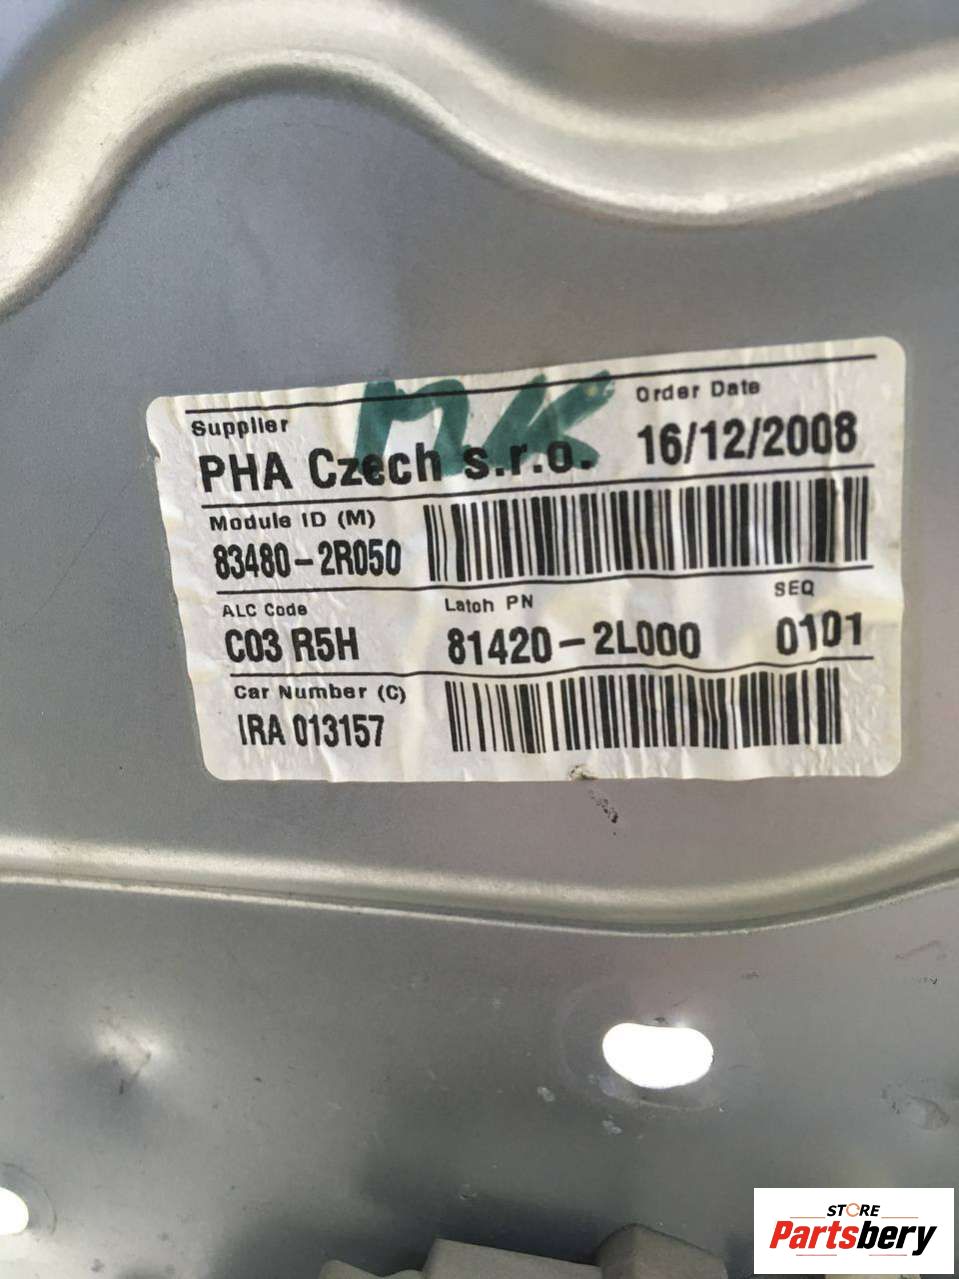 Supplier
Order Date
MK
PHA Czech s.r.o.
16/12/2008
Module ID (M)
83480-2R050
ALC Code
Latch PN
SEQ
C03 R5H
81420-2L000
0101
Car Number (C)
IRA 013157
STORE
Partsbery